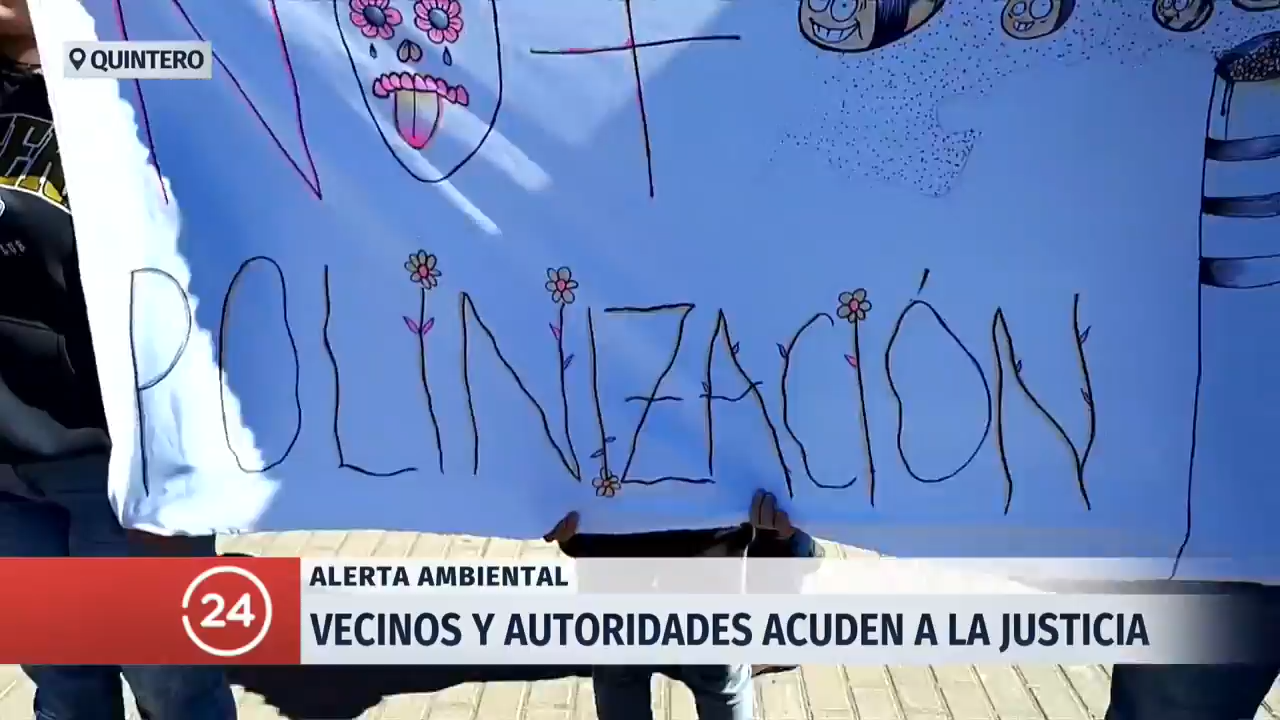 QUINTERO
NO +
POLINIZACIÓN
24
ALERTA AMBIENTAL
VECINOS Y AUTORIDADES ACUDEN A LA JUSTICIA